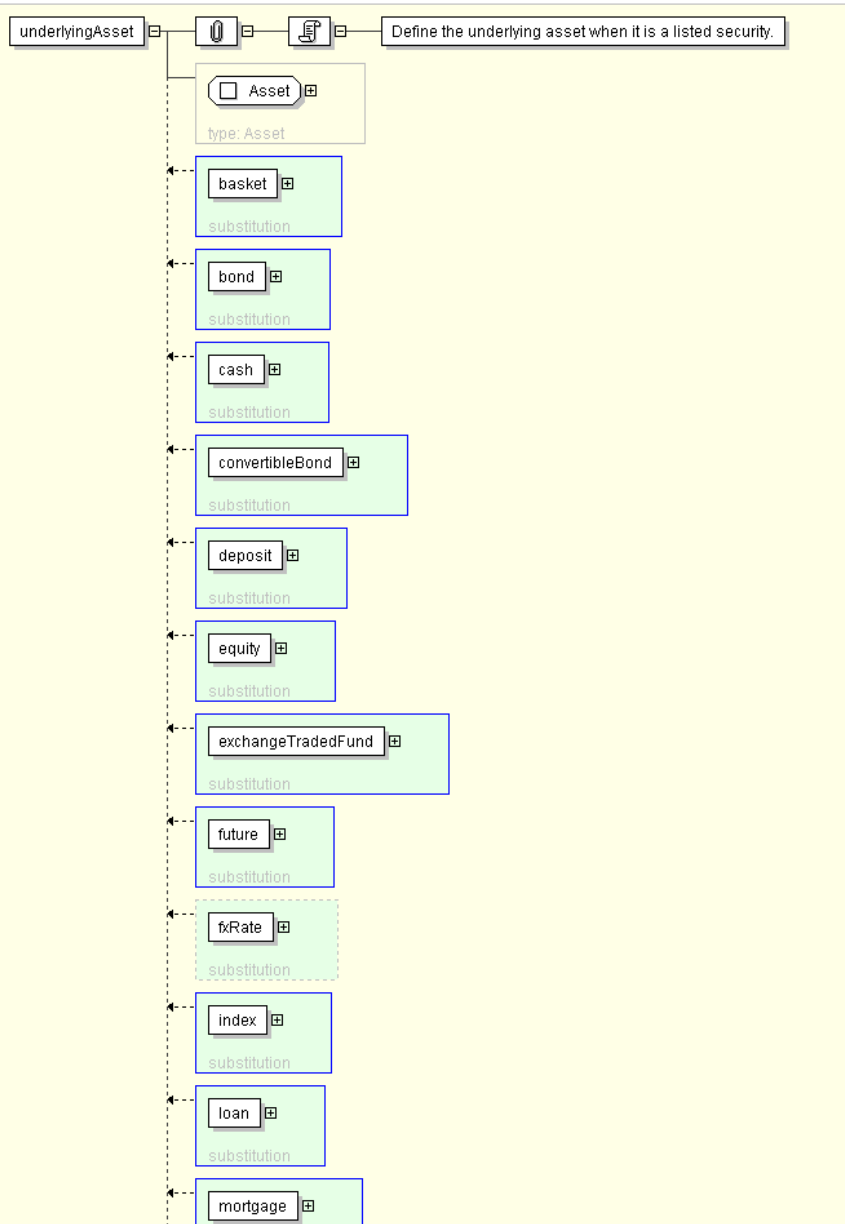 underlyingAsset
Define the underlying asset when it is a listed security.
Asset
type: Asset
basket
substitution
bond
substitution
cash
substitution
convertibleBond
substitution
deposit
substitution
equity
substitution
exchangeTradedFund
substitution
future
substitution
fxRate
substitution
index
substitution
loan
substitution
mortgage